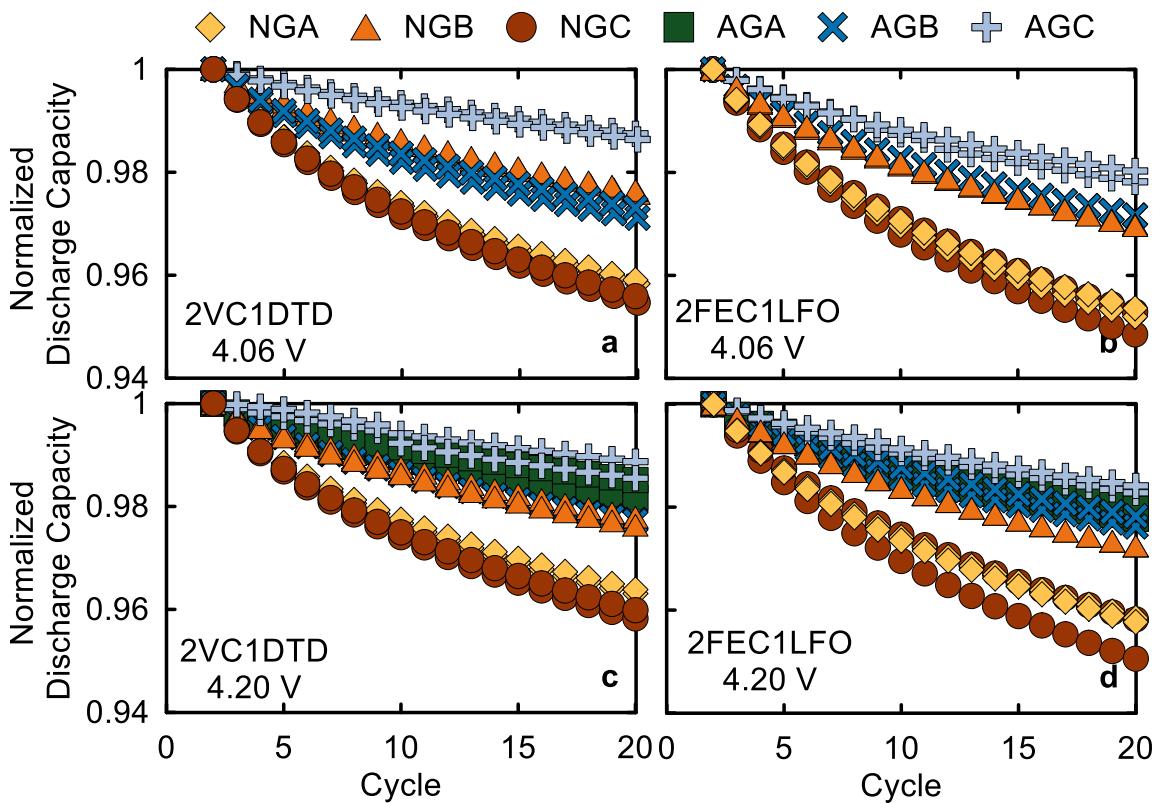 NGA NGB NGC AGA AGB AGC
1
0.98
0.96
0.94
Normalized
Discharge Capacity
2VC1DTD
4.06 V
a
2FEC1LFO
4.06 V
b
1
0.98
0.96
0.94
Normalized
Discharge Capacity
2VC1DTD
4.20 V
c
2FEC1LFO
4.20 V
d
0 5 10 15 20 0 5 10 15 20
Cycle Cycle